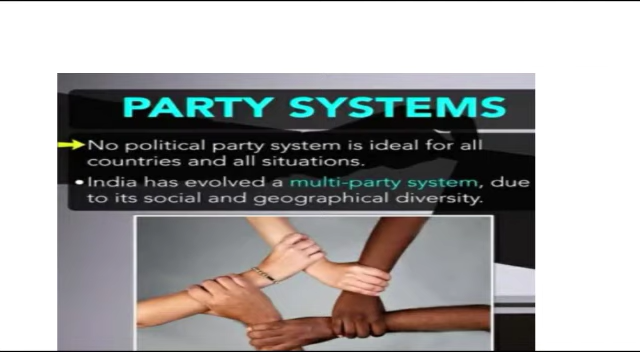 PARTY SYSTEMS
No political party system is ideal for all
countries and all situations.
•India has evolved a multi-party system, due
to its social and geographical diversity.